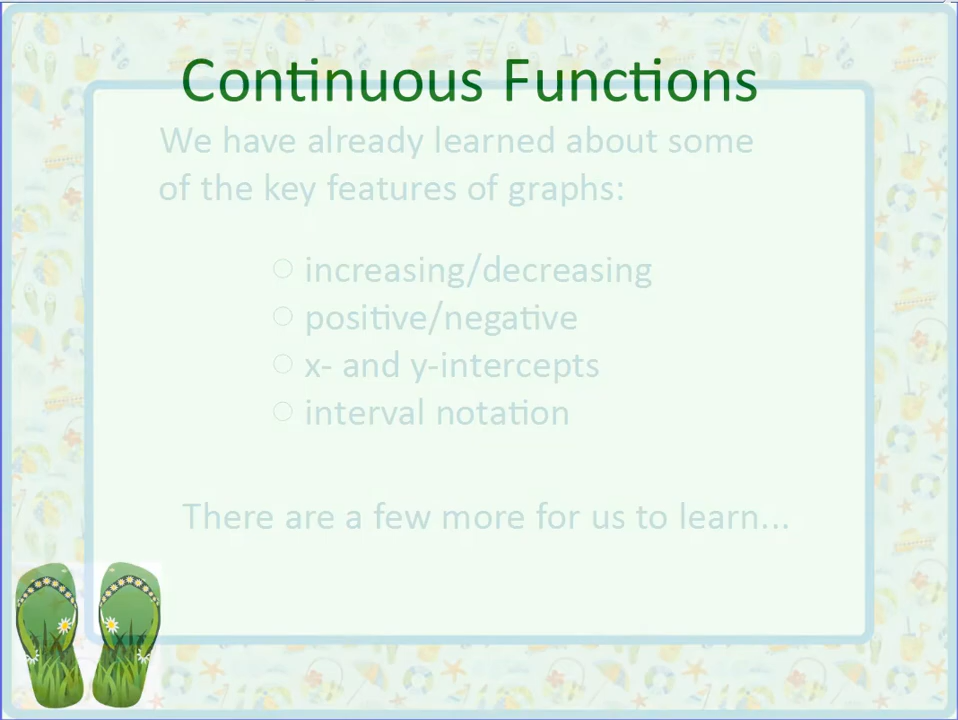 Continuous Functions
We have already learned about some
of the key features of graphs:
○ increasing/decreasing
○ positive/negative
○ x- and y-intercepts
○ interval notation
There are a few more for us to learn...